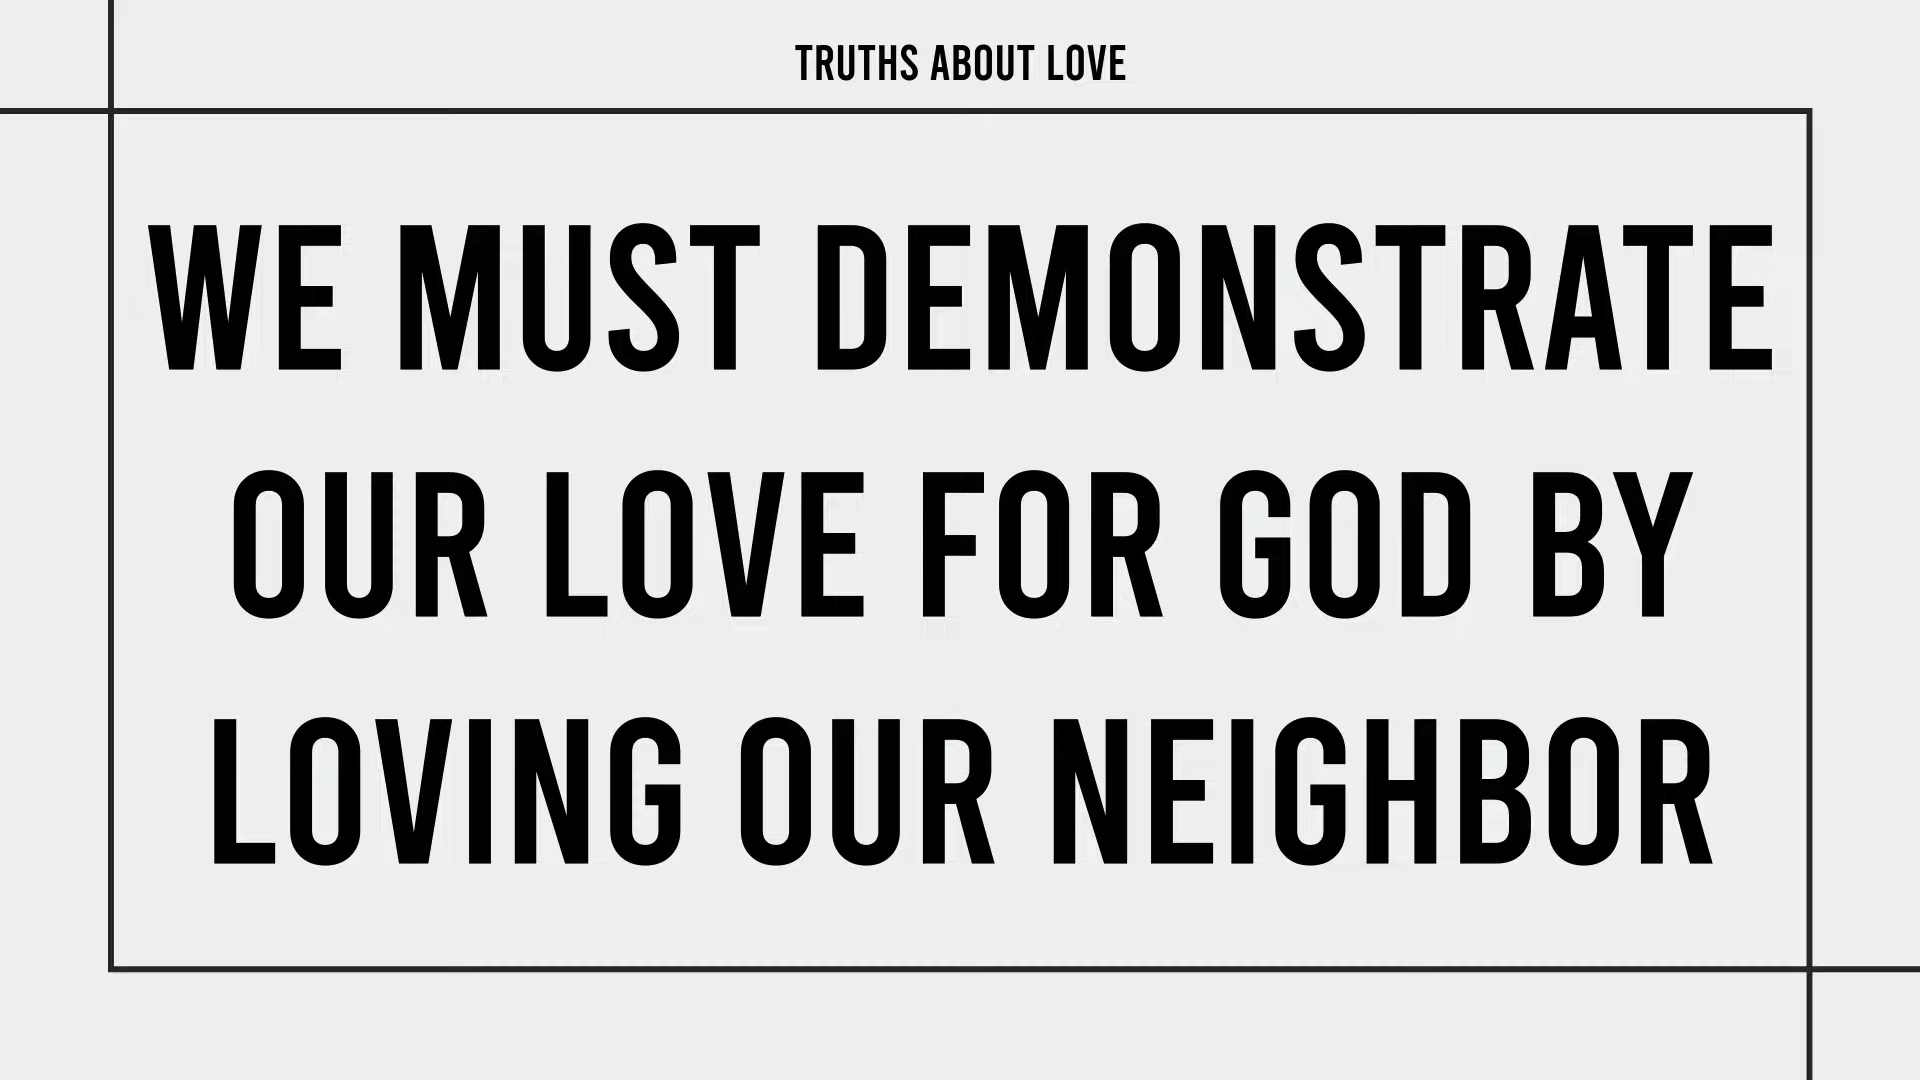 TRUTHS ABOUT LOVE
WE MUST DEMONSTRATE
OUR LOVE FOR GOD BY
LOVING OUR NEIGHBOR